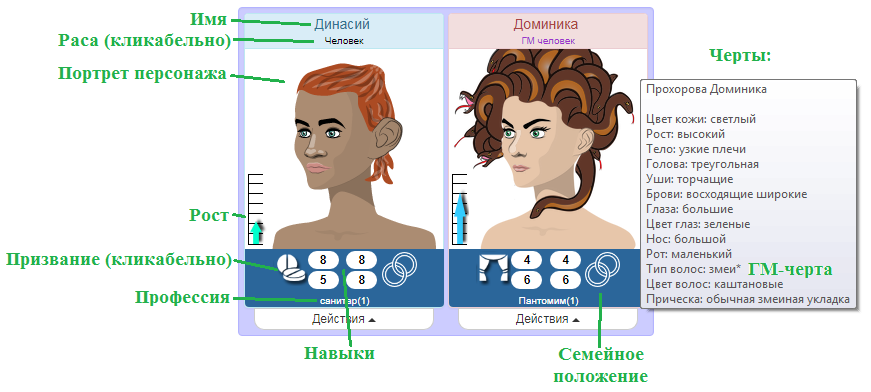 Имя
Раса (кликабельно)
Портрет персонажа
Рост
Призвание (кликабельно)
Профессия
Навыки
Динасий
Человек
8 8
5 8
санитар(1)
Действия
Доминика
ГМ человек
4 4
6 6
Пантомим(1)
Действия
Семейное
положение
Черты:
Прохорова Доминика
Цвет кожи: светлый
Рост: высокий
Тело: узкие плечи
Голова: треугольная
Уши: торчащие
Брови: восходящие широкие
Глаза: большие
Цвет глаз: зеленые
Нос: большой
Рот: маленький
Тип волос: змеи* ГМ-черта
Цвет волос: каштановые
Прическа: обычная змеиная укладка